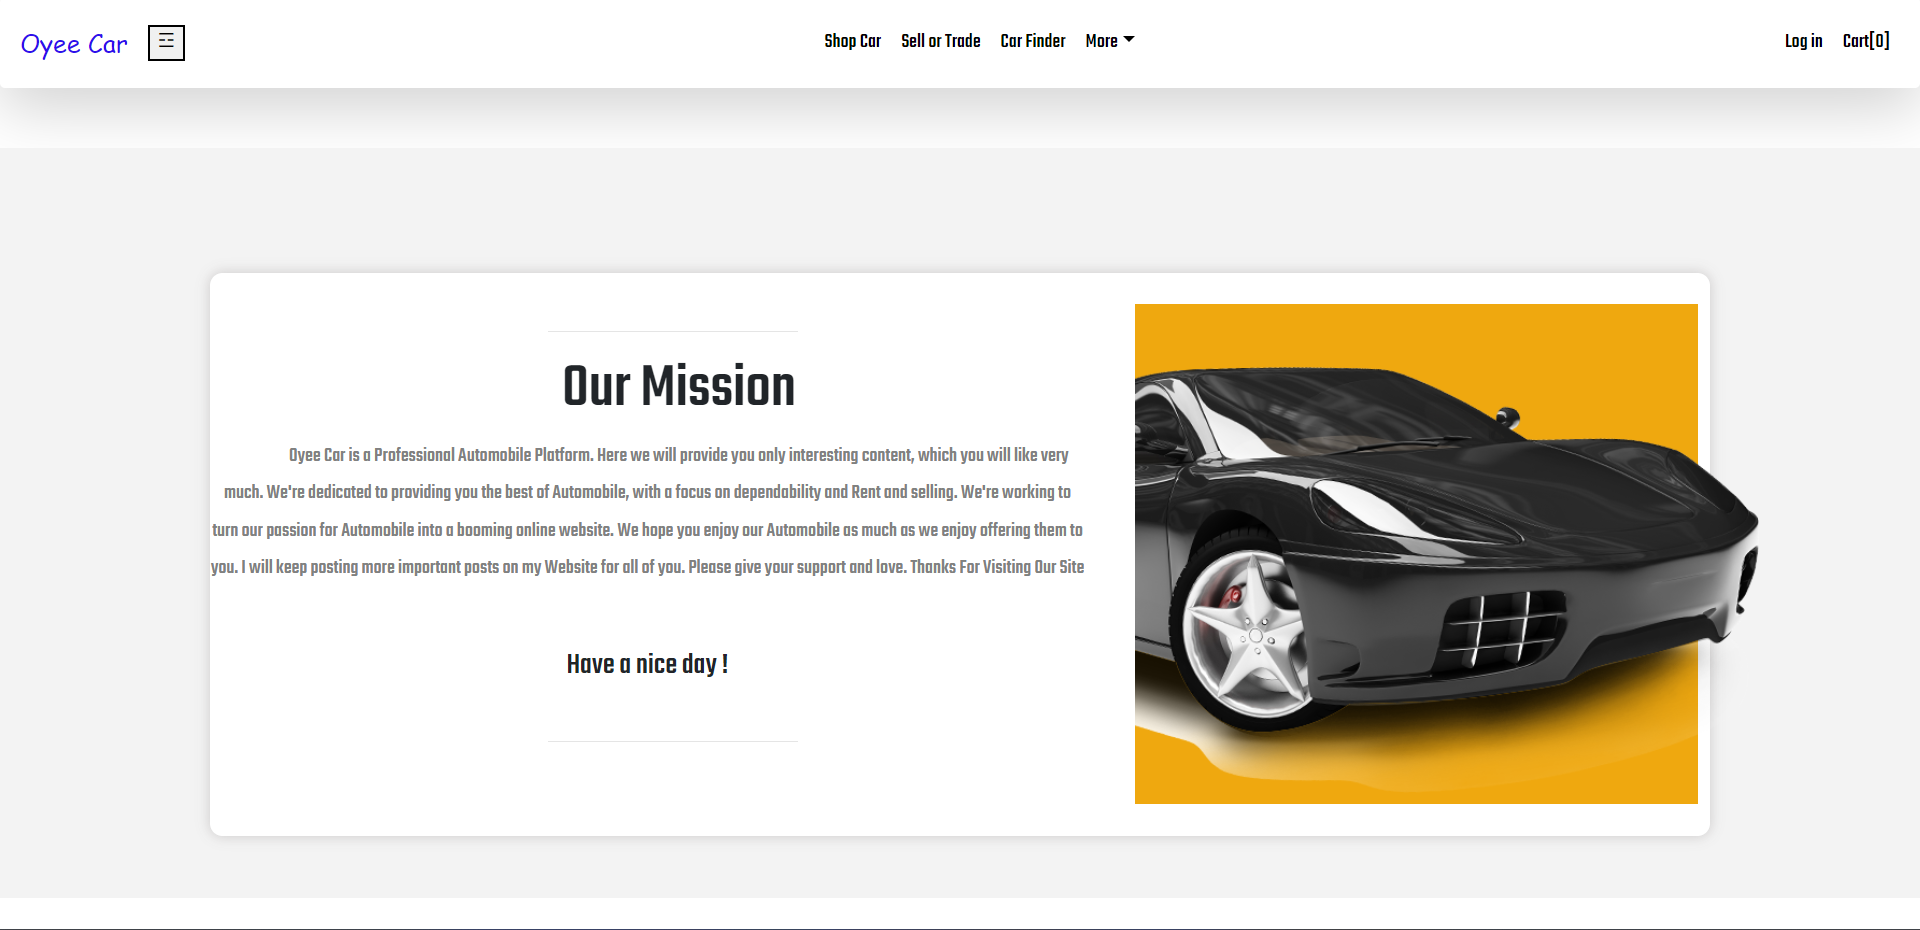 Oyee Car
Shop Car Sell or Trade Car Finder More
Log in Cart[0]
Our Mission
Oyee Car is a Professional Automobile Platform. Here we will provide you only interesting content, which you will like very
much. We're dedicated to providing you the best of Automobile, with a focus on dependability and Rent and selling. We're working to
turn our passion for Automobile into a booming online website. We hope you enjoy our Automobile as much as we enjoy offering them to
you. I will keep posting more important posts on my Website for all of you. Please give your support and love. Thanks For Visiting Our Site
Have a nice day !